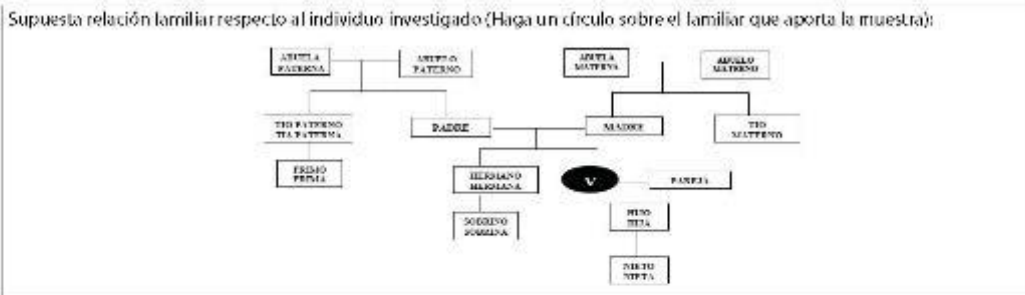 Supuesta relación familiar respecto al individuo investigado (Haga un círculo sobre el familiar que aporta la muestra):
ABUELA
PATERNA
ABUELO
PATERNO
ABUELA
MATERNA
ABUELO
MATERNO
TIO PATERNO
TIA PATERNA
PADRE
MADRE
TIO
MATERNO
PRIMO
PRIMA
HERMANO
HERMANA
V
PAREJA
SOBRINO
SOBRINA
HIJO
HIJA
NIETO
NIETA